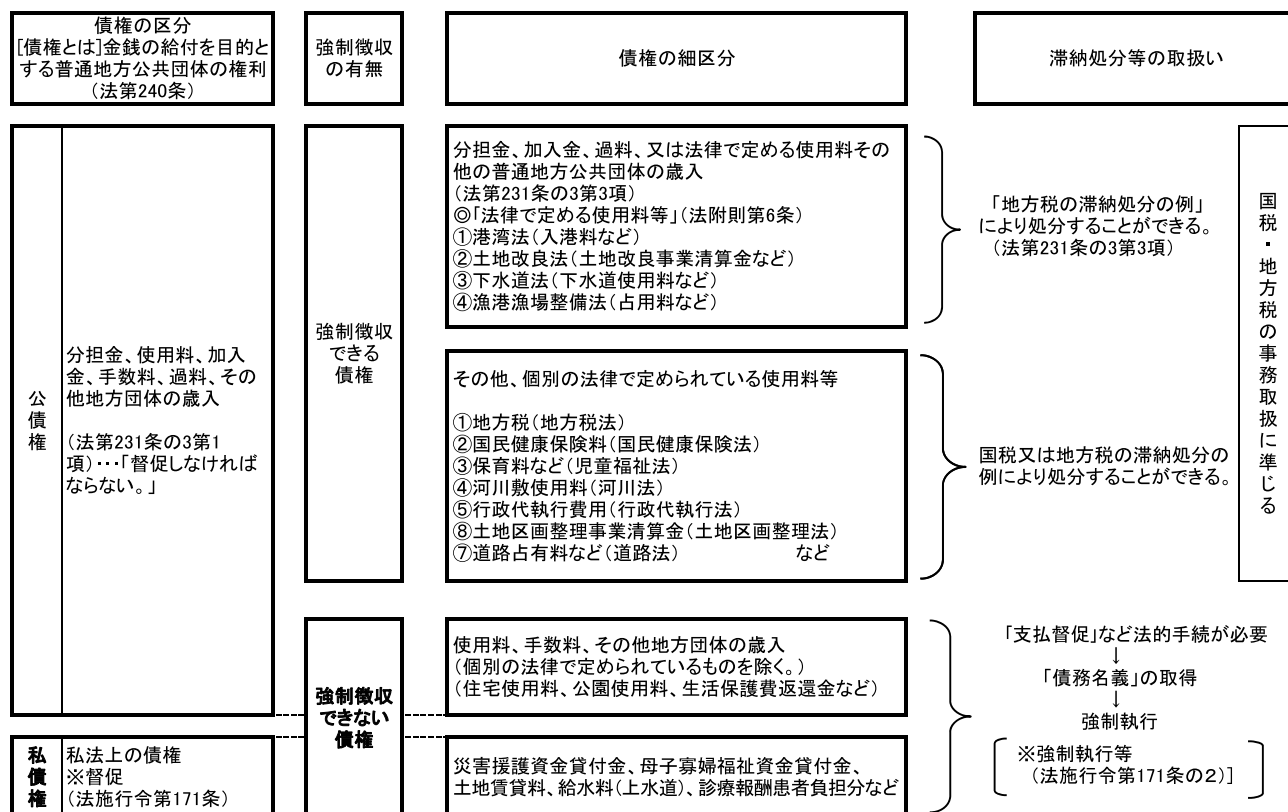 債権の区分
[債権とは]金銭の給付を目的と
する普通地方公共団体の権利
(法第240条)
強制徴収
の有無
債権の細区分
滞納処分等の取扱い
公債権
分担金、使用料、加入
金、手数料、過料、その
他地方団体の歳入
(法第231条の3第1
項)・・・「督促しなければ
ならない。」
強制徴収
できる
債権
分担金、加入金、過料、又は法律で定める使用料その
他の普通地方公共団体の歳入
(法第231条の3第3項)
◎「法律で定める使用料等」(法附則第6条)
①港湾法(入港料など)
②土地改良法(土地改良事業清算金など)
③下水道法(下水道使用料など)
④漁港漁場整備法(占用料など)
「地方税の滞納処分の例」
により処分することができる。
(法第231条の3第3項)
その他、個別の法律で定められている使用料等
①地方税(地方税法)
②国民健康保険料(国民健康保険法)
③保育料など(児童福祉法)
④河川敷使用料(河川法)
⑤行政代執行費用(行政代執行法)
⑧土地区画整理事業清算金(土地区画整理法)
⑦道路占有料など(道路法) など
国税又は地方税の滞納処分の
例により処分することができる。
国税・地方税の事務取扱に準じる
強制徴収
できない
債権
使用料、手数料、その他地方団体の歳入
(個別の法律で定められているものを除く。)
(住宅使用料、公園使用料、生活保護費返還金など)
「支払督促」など法的手続が必要
↓
「債務名義」の取得
↓
強制執行
※強制執行等
(法施行令第171条の2)]
私債権
私法上の債権
※督促
(法施行令第171条)
災害援護資金貸付金、母子寡婦福祉資金貸付金、
土地賃貸料、給水料(上水道)、診療報酬患者負担分など